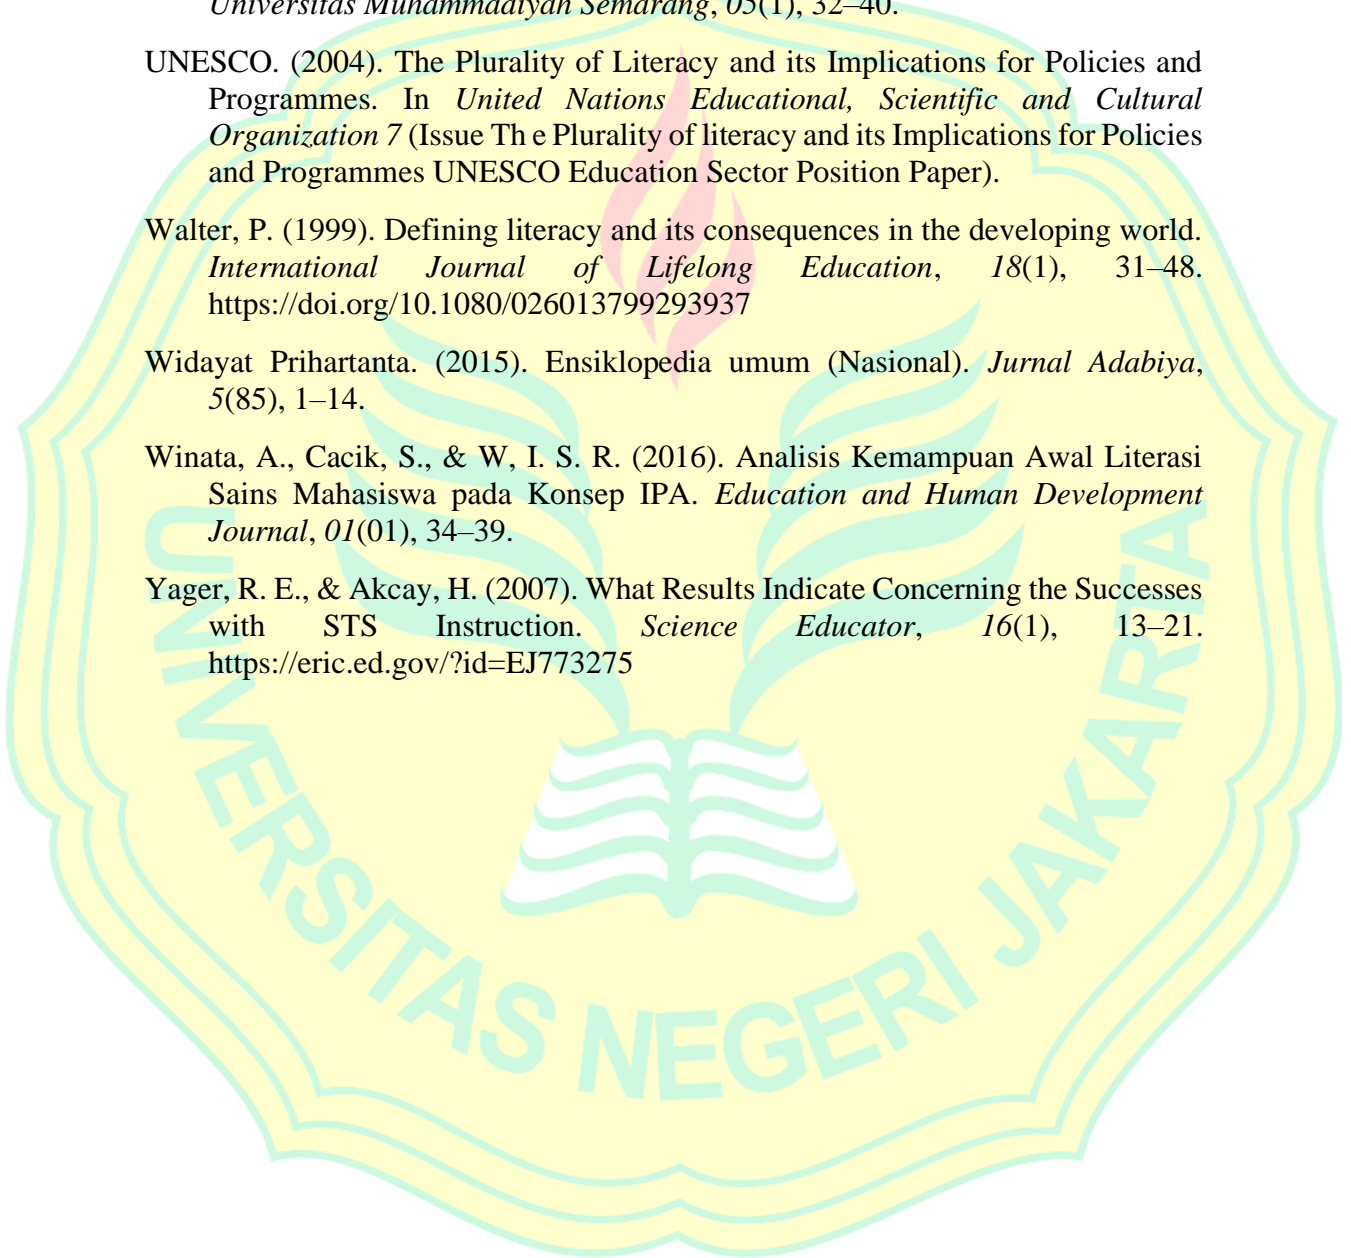 Universitas Muhammadiyah Semarang, 05(1), 32–40.
UNESCO. (2004). The Plurality of Literacy and its Implications for Policies and
Programmes. In United Nations Educational, Scientific and Cultural
Organization 7 (Issue Th e Plurality of literacy and its Implications for Policies
and Programmes UNESCO Education Sector Position Paper).
Walter, P. (1999). Defining literacy and its consequences in the developing world.
International Journal of Lifelong Education, 18(1), 31–48.
https://doi.org/10.1080/026013799293937
Widayat Prihartanta. (2015). Ensiklopedia umum (Nasional). Jurnal Adabiya,
5(85), 1–14.
Winata, A., Cacik, S., & W, I. S. R. (2016). Analisis Kemampuan Awal Literasi
Sains Mahasiswa pada Konsep IPA. Education and Human Development
Journal, 01(01), 34–39.
Yager, R. E., & Akcay, H. (2007). What Results Indicate Concerning the Successes
with STS Instruction. Science Educator, 16(1), 13–21.
https://eric.ed.gov/?id=EJ773275
UNIVERSITAS NEGERI JAKARTA